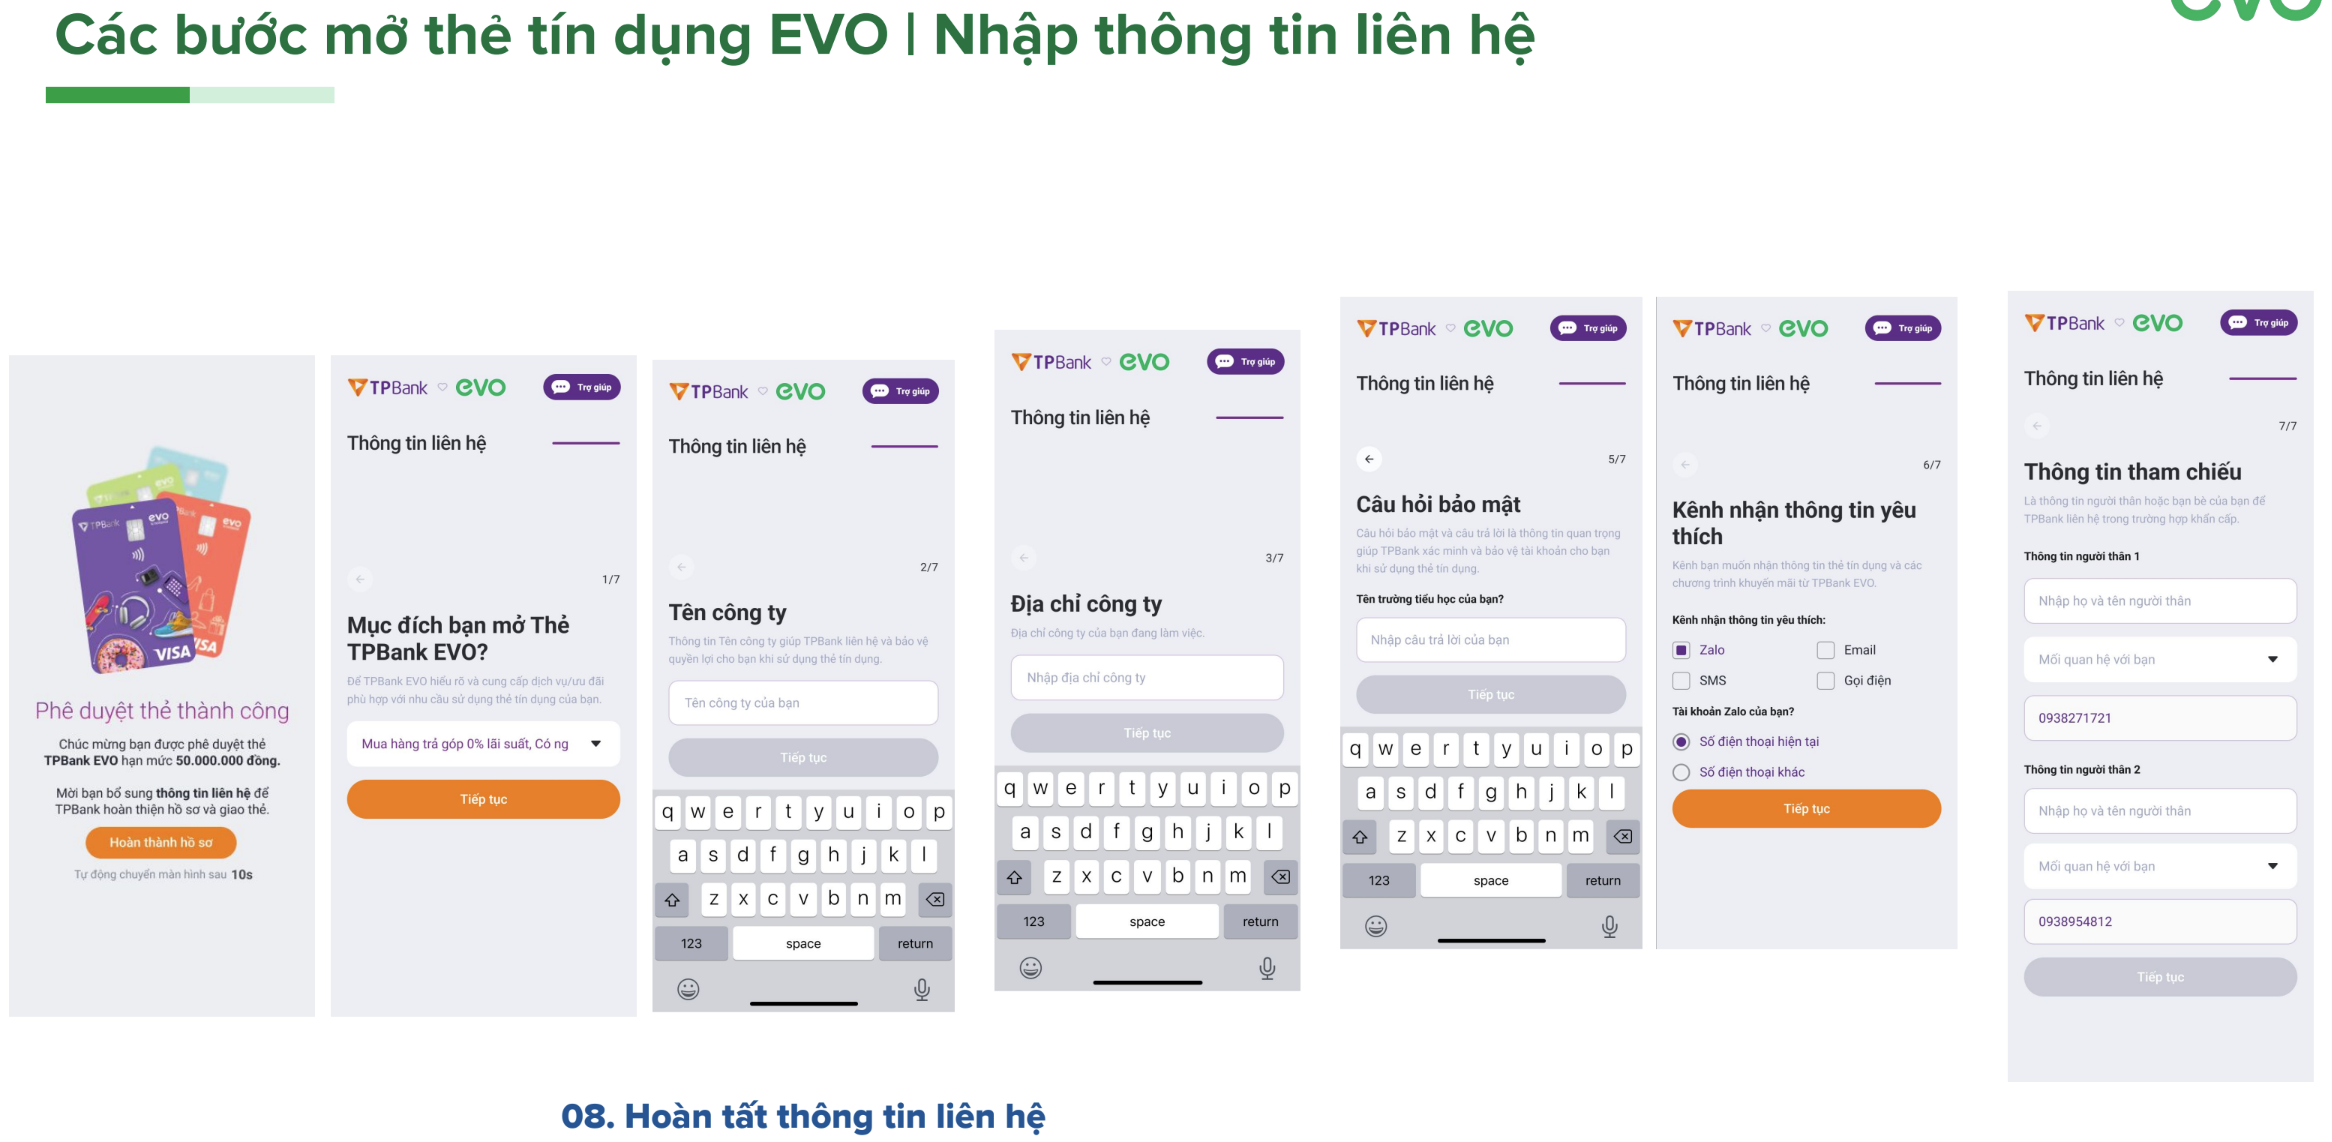 Các bước mở thẻ tín dụng EVO | Nhập thông tin liên hệ
evo
TPBank
evo
evo
VISA
VISA
Phê duyệt thẻ thành công
Chúc mừng bạn được phê duyệt thẻ
TPBank EVO hạn mức 50.000.000 đồng.
Mời bạn bổ sung thông tin liên hệ để
TPBank hoàn thiện hồ sơ và giao thẻ.
Hoàn thành hồ sơ
Tự động chuyển màn hình sau 10s
TPBank evo Trợ giúp
Thông tin liên hệ
1/7
Mục đích bạn mở Thẻ
TPBank EVO?
Để TPBank EVO hiểu rõ và cung cấp dịch vụ/ưu đãi
phù hợp với nhu cầu sử dụng thẻ tín dụng của bạn.
Mua hàng trả góp 0% lãi suất, Có ng
Tiếp tục
TPBank evo Trợ giúp
Thông tin liên hệ
2/7
Tên công ty
Thông tin Tên công ty giúp TPBank liên hệ và bảo vệ
quyền lợi cho bạn khi sử dụng thẻ tín dụng.
Tên công ty của bạn
Tiếp tục
q w e r t y u i o p
a s d f g h j k l
z x c v b n m
123 space return
TPBank evo Trợ giúp
Thông tin liên hệ
3/7
Địa chỉ công ty
Địa chỉ công ty của bạn đang làm việc.
Nhập địa chỉ công ty
Tiếp tục
q w e r t y u i o p
a s d f g h j k l
z x c v b n m
123 space return
TPBank evo Trợ giúp
Thông tin liên hệ
5/7
Câu hỏi bảo mật
Câu hỏi bảo mật và câu trả lời là thông tin quan trọng
giúp TPBank xác minh và bảo vệ tài khoản cho bạn
khi sử dụng thẻ tín dụng.
Tên trường tiểu học của bạn?
Nhập câu trả lời của bạn
Tiếp tục
q w e r t y u i o p
a s d f g h j k l
z x c v b n m
123 space return
TPBank evo Trợ giúp
Thông tin liên hệ
6/7
Kênh nhận thông tin yêu
thích
Kênh bạn muốn nhận thông tin thẻ tín dụng và các
chương trình khuyến mãi từ TPBank EVO.
Kênh nhận thông tin yêu thích:
Zalo Email
SMS Gọi điện
Tài khoản Zalo của bạn?
Số điện thoại hiện tại
Số điện thoại khác
Tiếp tục
TPBank evo Trợ giúp
Thông tin liên hệ
7/7
Thông tin tham chiếu
Là thông tin người thân hoặc bạn bè của bạn để
TPBank liên hệ trong trường hợp khẩn cấp.
Thông tin người thân 1
Nhập họ và tên người thân
Mối quan hệ với bạn
0938271721
Thông tin người thân 2
Nhập họ và tên người thân
Mối quan hệ với bạn
0938954812
Tiếp tục
08. Hoàn tất thông tin liên hệ